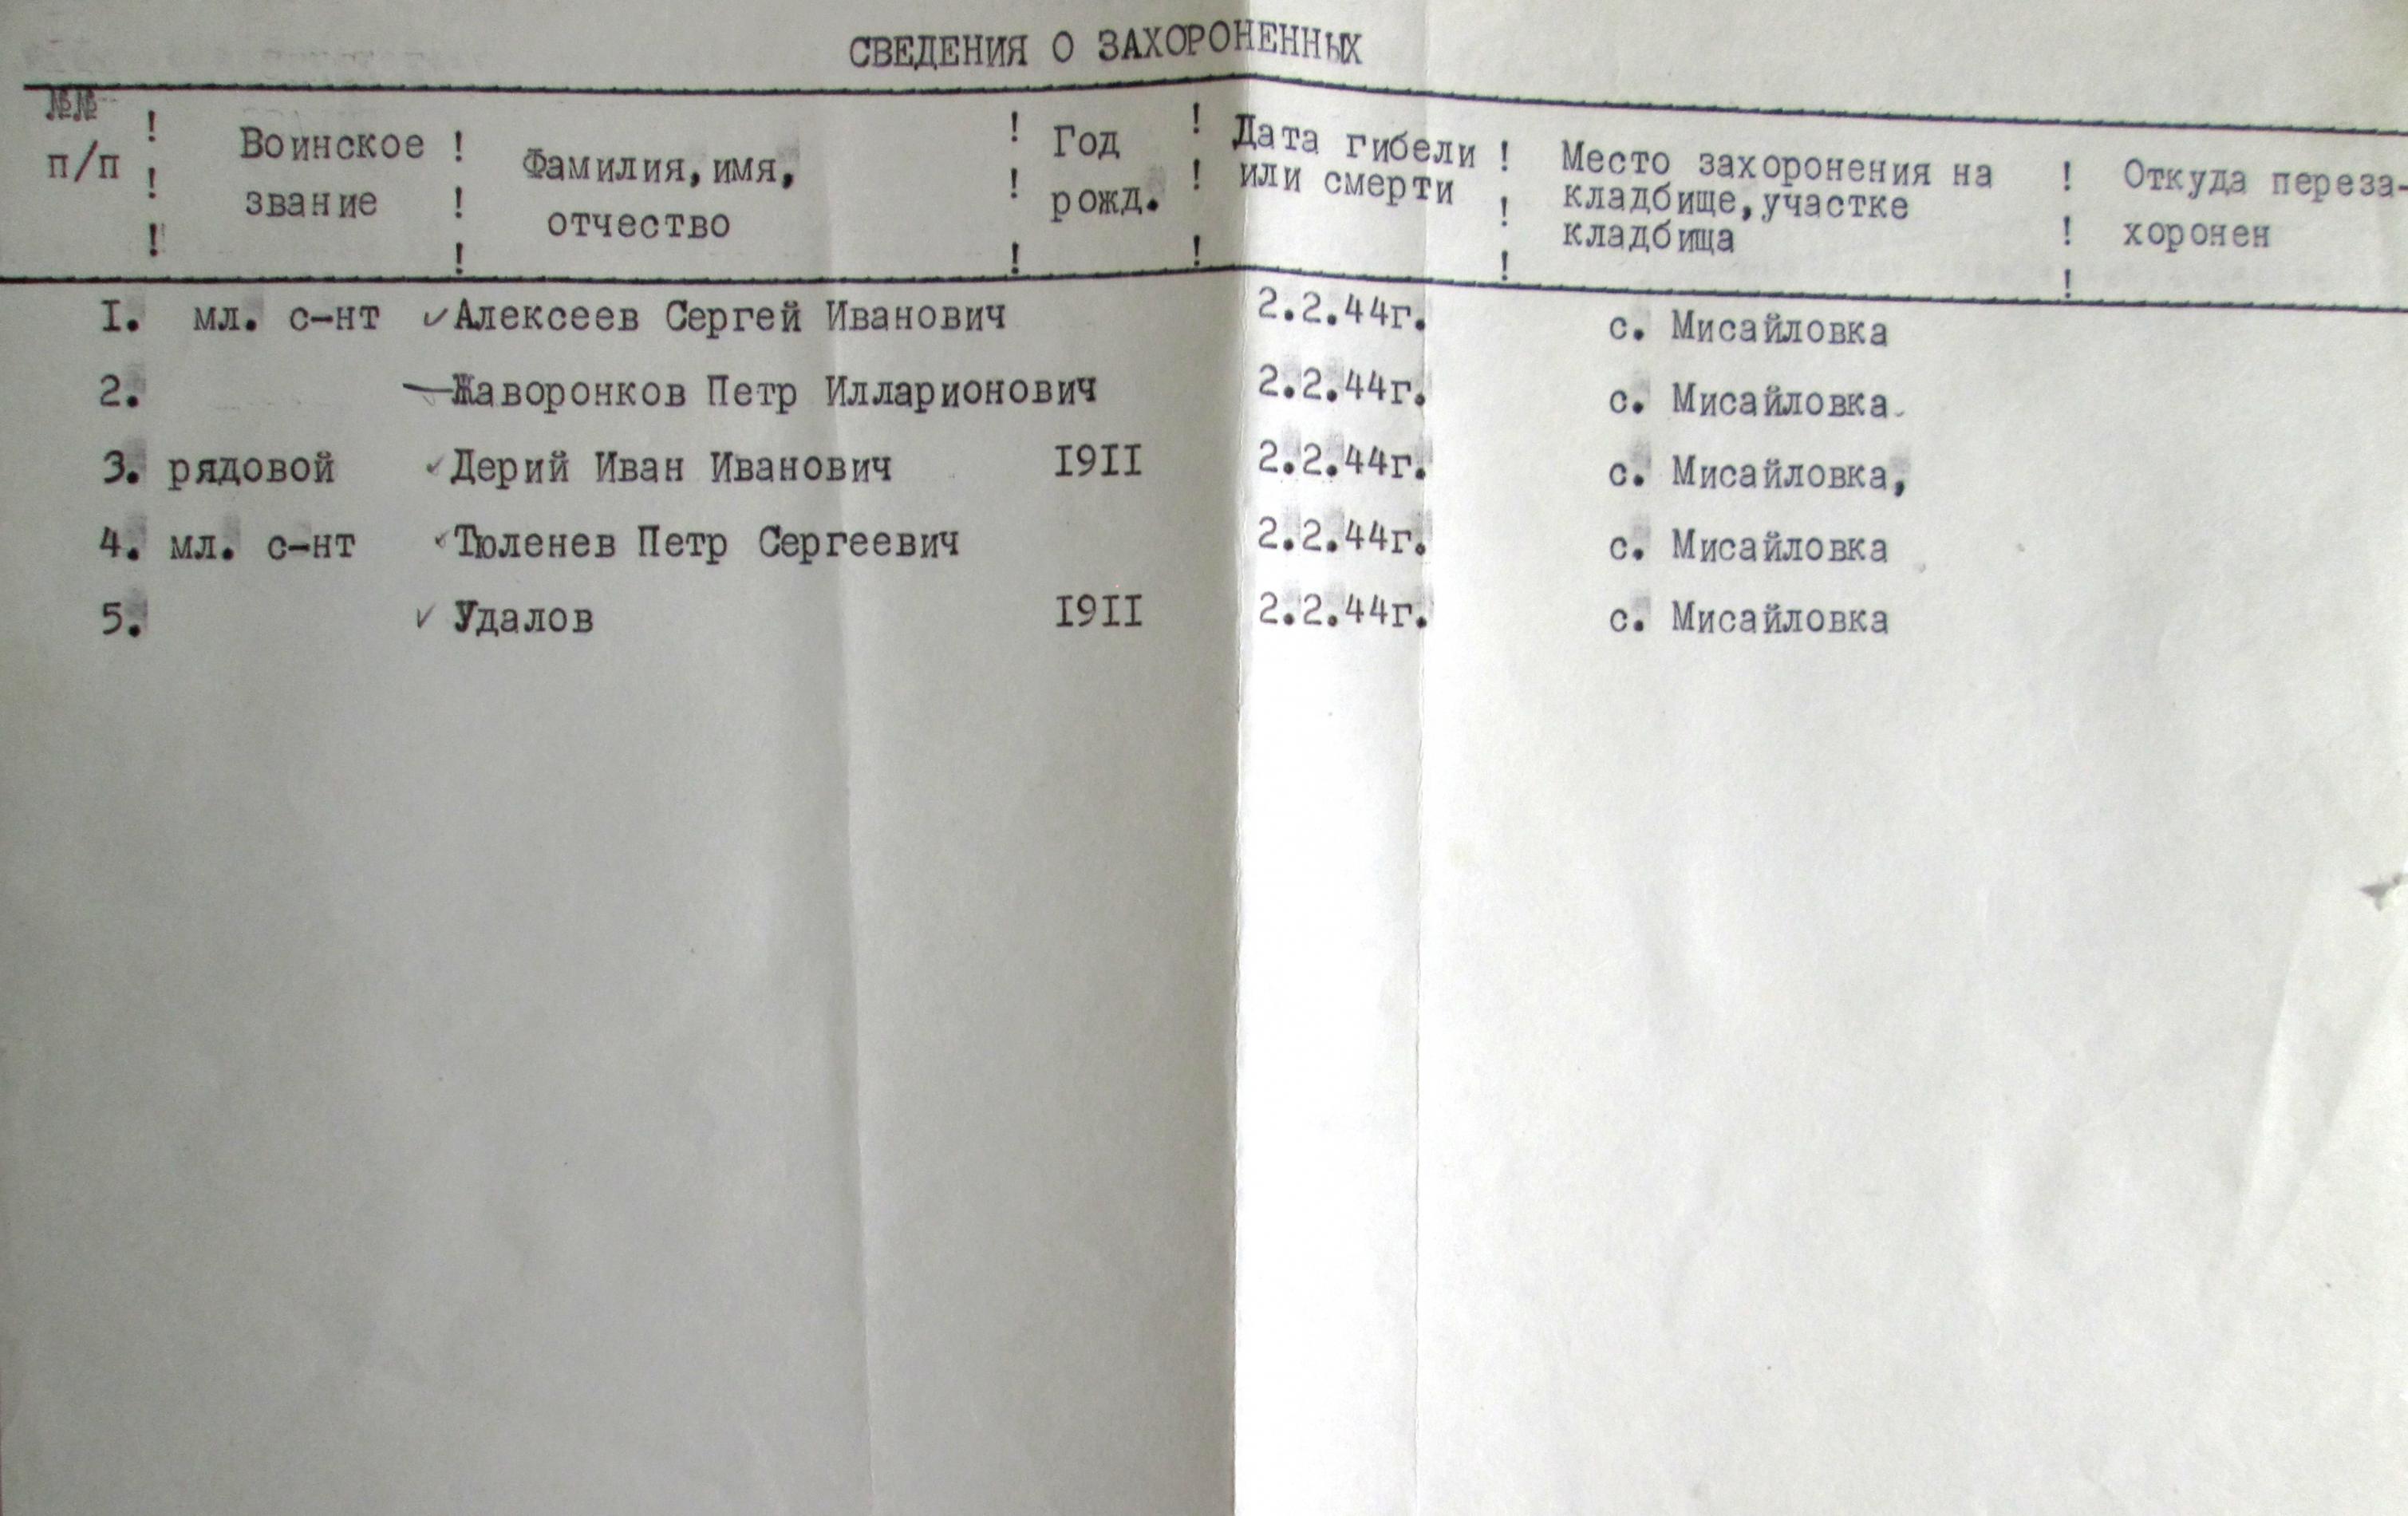 СВЕДЕНИЯ О ЗАХОРОНЕННЫХ
№№ п/п ! Воинское звание ! Фамилия, имя, отчество ! Год рожд. ! Дата гибели или смерти ! Место захоронения на кладбище, участке кладбища ! Откуда переза- хоронен
I. мл. с-нт Алексеев Сергей Иванович 2.2.44г. с. Мисайловка
2. Жаворонков Петр Илларионович 2.2.44г. с. Мисайловка.
3. рядовой Дерий Иван Иванович I9II 2.2.44г. с. Мисайловка,
4. мл. с-нт Тюленев Петр Сергеевич 2.2.44г. с. Мисайловка
5. Удалов I9II 2.2.44г. с. Мисайловка